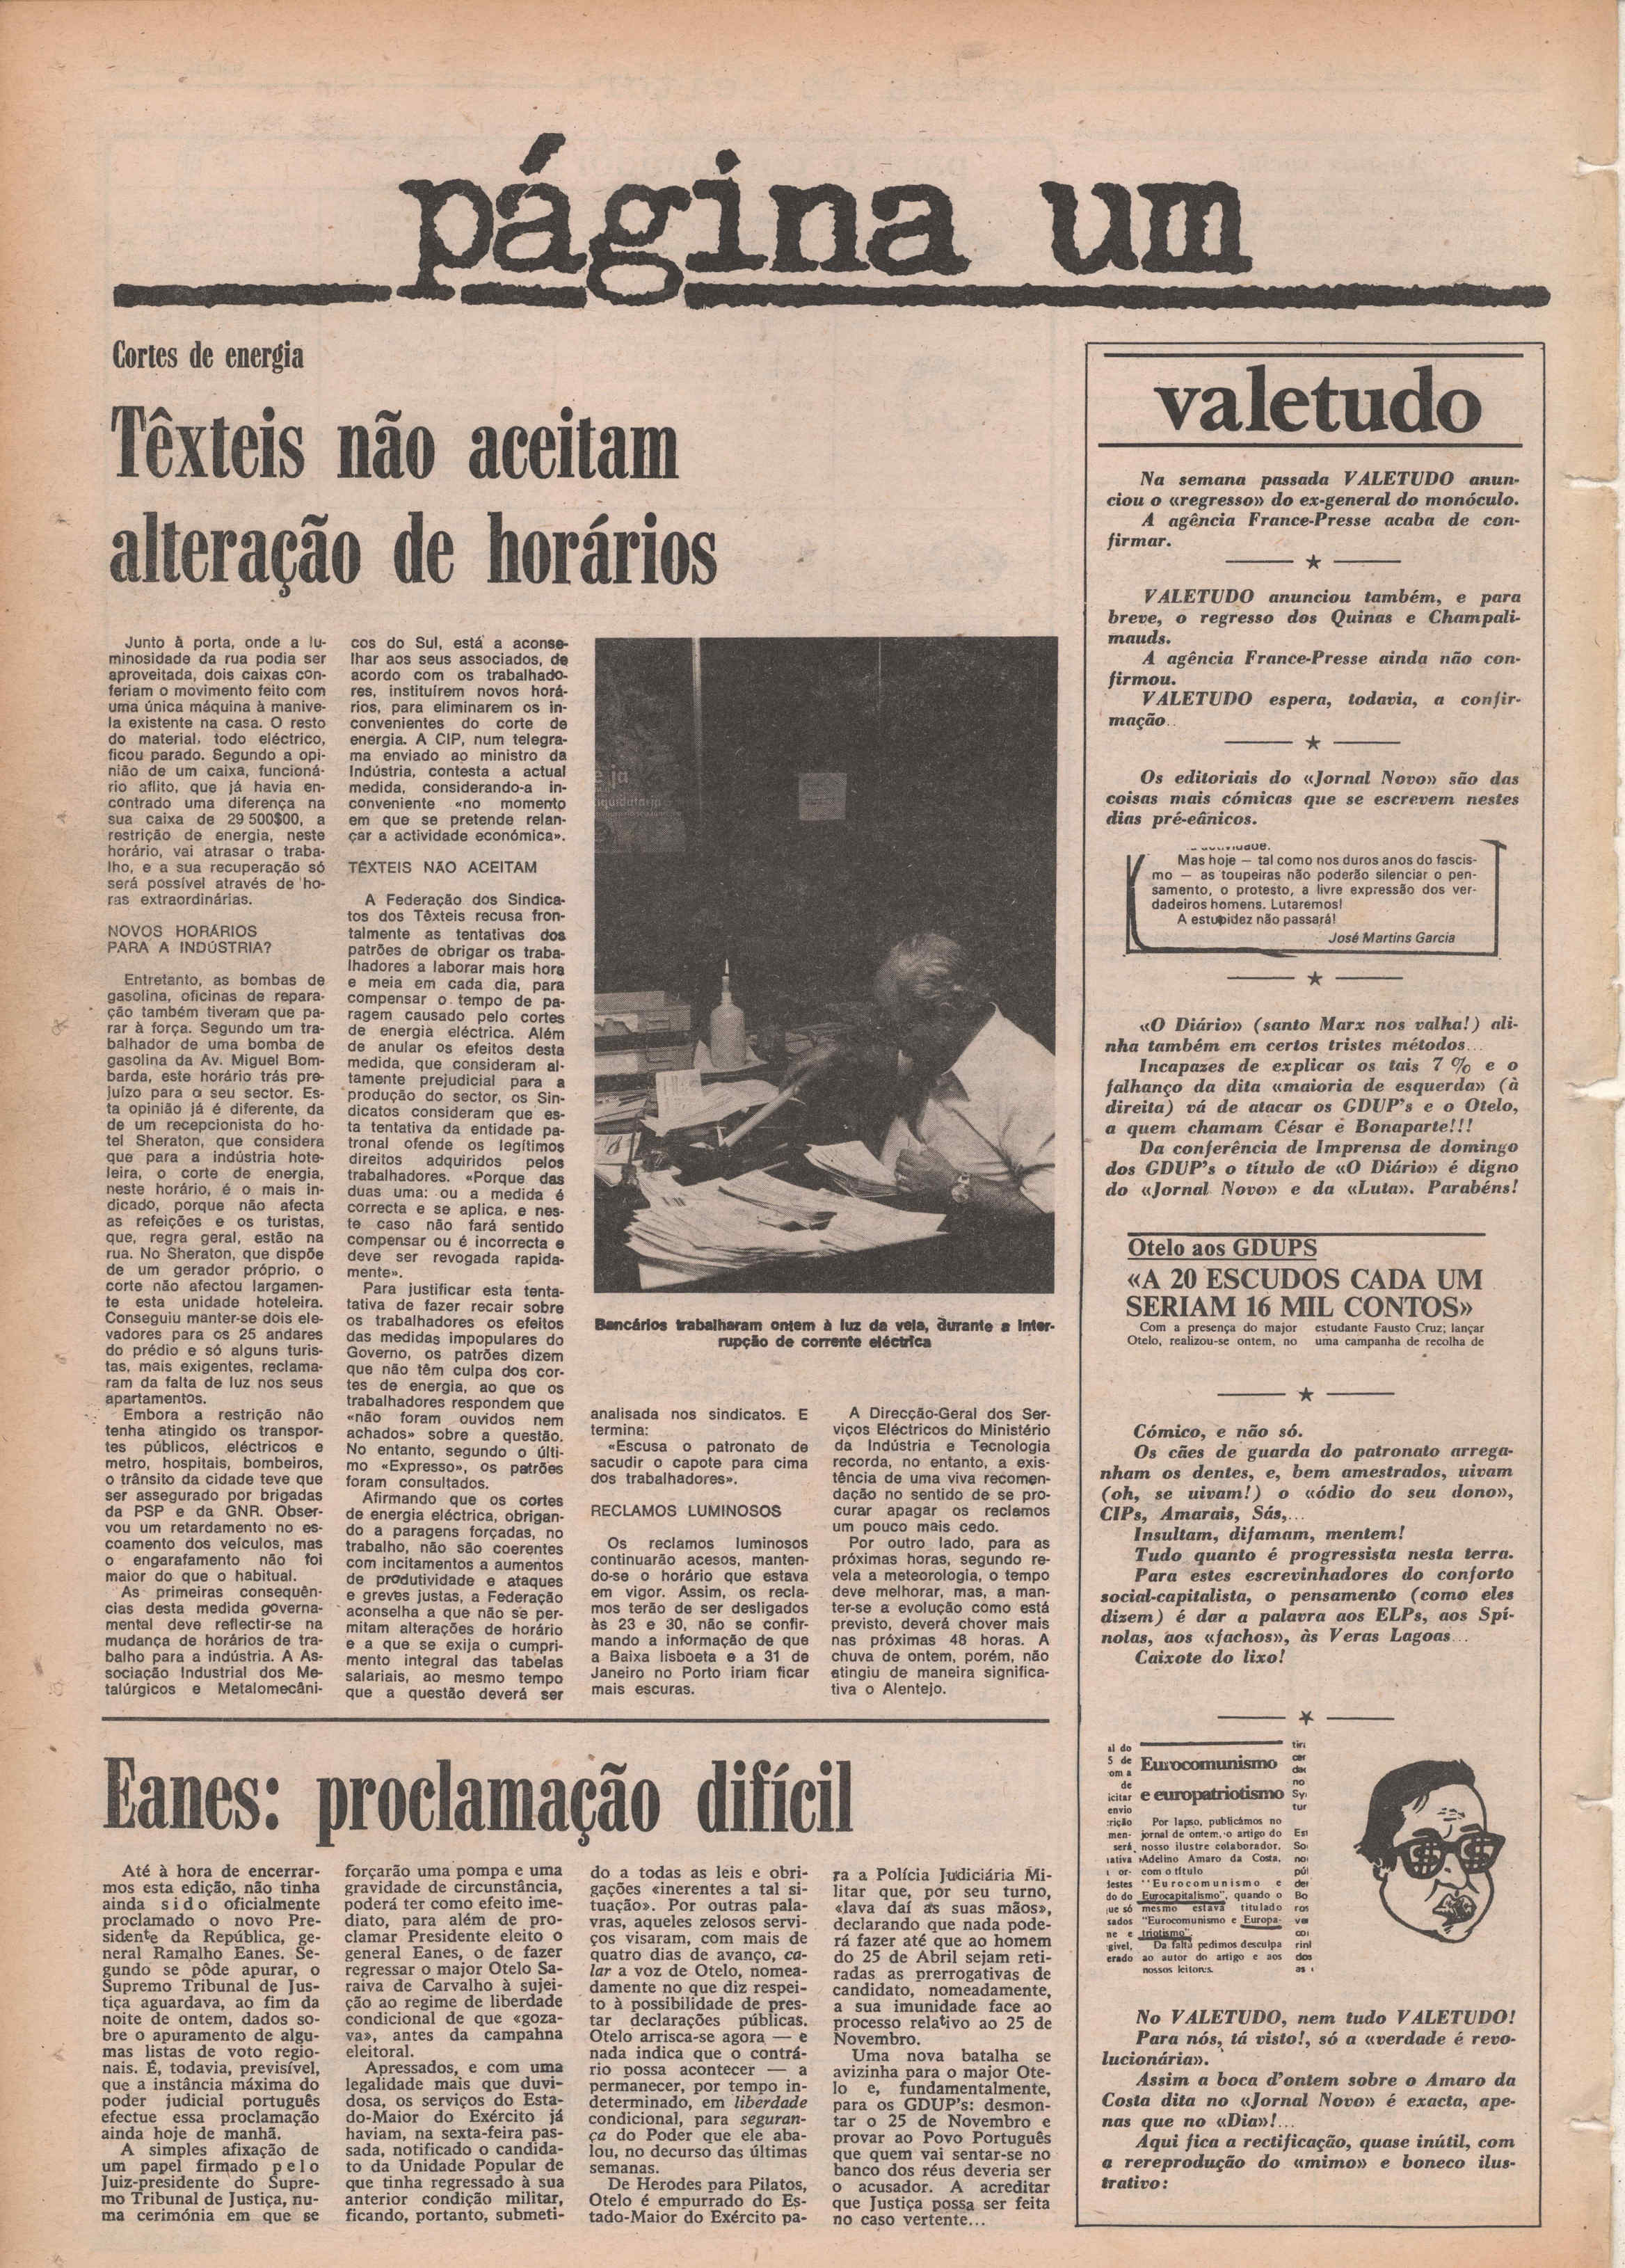 página um
Cortes de energia
Têxteis não aceitam
alteração de horários
Junto à porta, onde a lu-
minosidade da rua podia ser
aproveitada, dois caixas con-
feriam o movimento feito com
uma única máquina à manive-
la existente na casa. O resto
do material, todo eléctrico,
ficou parado. Segundo a opi-
nião de um caixa, funcioná-
rio aflito, que já havia en-
contrado uma diferença na
sua caixa de 29 500$00, a
restrição de energia, neste
horário, vai atrasar o traba-
lho, e a sua recuperação só
será possível através de ho-
ras extraordinárias.
NOVOS HORÁRIOS
PARA A INDÚSTRIA?
Entretanto, as bombas de
gasolina, oficinas de repara-
ção também tiveram que pa-
rar à força. Segundo um tra-
balhador de uma bomba de
gasolina da Av. Miguel Bom-
barda, este horário trás pre-
juízo para o seu sector. Es-
ta opinião já é diferente, da
de um recepcionista do ho-
tel Sheraton, que considera
que para a indústria hote-
leira, o corte de energia,
neste horário, é o mais in-
dicado, porque não afecta
as refeições e os turistas,
que, regra geral, estão na
rua. No Sheraton, que dispõe
de um gerador próprio, o
corte não afectou largamen-
te esta unidade hoteleira.
Conseguiu manter-se dois ele-
vadores para os 25 andares
do prédio e só alguns turis-
tas, mais exigentes, reclama-
ram da falta de luz nos seus
apartamentos.
Embora a restrição não
tenha atingido os transpor-
tes públicos, eléctricos e
metro, hospitais, bombeiros,
o trânsito da cidade teve que
ser assegurado por brigadas
da PSP e da GNR. Obser-
vou um retardamento no es-
coamento dos veículos, mas
o engarafamento não foi
maior do que o habitual.
As primeiras consequên-
cias desta medida governa-
mental deve reflectir-se na
mudança de horários de tra-
balho para a indústria. A As-
sociação Industrial dos Me-
talúrgicos e Metalomecâni-
cos do Sul, está a aconse-
lhar aos seus associados, de
acordo com os trabalhado-
res, instituírem novos horá-
rios, para eliminarem os in-
convenientes do corte de
energia. A CIP, num telegra-
ma enviado ao ministro da
Indústria, contesta a actual
medida, considerando-a in-
conveniente «no momento
em que se pretende relan-
çar a actividade económica».
TÊXTEIS NÃO ACEITAM
A Federação dos Sindica-
tos dos Têxteis recusa fron-
talmente as tentativas dos
patrões de obrigar os traba-
lhadores a laborar mais hora
e meia em cada dia, para
compensar o tempo de pa-
ragem causado pelo cortes
de energia eléctrica. Além
de anular os efeitos desta
medida, que consideram al-
tamente prejudicial para a
produção do sector, os Sin-
dicatos consideram que es-
ta tentativa da entidade pa-
tronal ofende os legítimos
direitos adquiridos pelos
trabalhadores. «Porque das
duas uma: ou a medida é
correcta e se aplica, e nes-
te caso não fará sentido
compensar ou é incorrecta e
deve ser revogada rapida-
mente».
Para justificar esta tenta-
tativa de fazer recair sobre
os trabalhadores os efeitos
das medidas impopulares do
Governo, os patrões dizem
que não têm culpa dos cor-
tes de energia, ao que os
trabalhadores respondem que
«não foram ouvidos nem
achados» sobre a questão.
No entanto, segundo o últi-
mo «Expresso», os patrões
foram consultados.
Afirmando que os cortes
de energia eléctrica, obrigan-
do a paragens forçadas, no
trabalho, não são coerentes
com incitamentos a aumentos
de produtividade e ataques
e greves justas, a Federação
aconselha a que não se per-
mitam alterações de horário
e a que se exija o cumpri-
mento integral das tabelas
salariais, ao mesmo tempo
que a questão deverá ser
Bancários trabalharam ontem à luz da vela, durante a inter-
rupção de corrente eléctrica
analisada nos sindicatos. E
termina:
«Escusa o patronato de
sacudir o capote para cima
dos trabalhadores».
RECLAMOS LUMINOSOS
Os reclamos luminosos
continuarão acesos, manten-
do-se o horário que estava
em vigor. Assim, os recla-
mos terão de ser desligados
às 23 e 30, não se confir-
mando a informação de que
a Baixa lisboeta e a 31 de
Janeiro no Porto iriam ficar
mais escuras.
A Direcção-Geral dos Ser-
viços Eléctricos do Ministério
da Indústria e Tecnologia
recorda, no entanto, a exis-
tência de uma viva recomen-
dação no sentido de se pro-
curar apagar os reclamos
um pouco mais cedo.
Por outro lado, para as
próximas horas, segundo re-
vela a meteorologia, o tempo
deve melhorar, mas, a man-
ter-se a evolução como está
previsto, deverá chover mais
nas próximas 48 horas. A
chuva de ontem, porém, não
atingiu de maneira significa-
tiva o Alentejo.
Eanes: proclamação difícil
Até à hora de encerrar-
mos esta edição, não tinha
ainda sido oficialmente
proclamado o novo Pre-
sidente da República, ge-
neral Ramalho Eanes. Se-
gundo se pôde apurar, o
Supremo Tribunal de Jus-
tiça aguardava, ao fim da
noite de ontem, dados so-
bre o apuramento de algu-
mas listas de voto regio-
nais. É, todavia, previsível,
que a instância máxima do
poder judicial português
efectue essa proclamação
ainda hoje de manhã.
A simples afixação de
um papel firmado pelo
Juiz-presidente do Supre-
mo Tribunal de Justiça, nu-
ma cerimónia em que se
forçarão uma pompa e uma
gravidade de circunstância,
poderá ter como efeito ime-
diato, para além de pro-
clamar Presidente eleito o
general Eanes, o de fazer
regressar o major Otelo Sa-
raiva de Carvalho à sujei-
ção ao regime de liberdade
condicional de que «goza-
va», antes da campahna
eleitoral.
Apressados, e com uma
legalidade mais que duvi-
dosa, os serviços do Esta-
do-Maior do Exército já
haviam, na sexta-feira pas-
sada, notificado o candida-
to da Unidade Popular de
que tinha regressado à sua
anterior condição militar,
ficando, portanto, submeti-
do a todas as leis e obri-
gações «inerentes a tal si-
tuação». Por outras pala-
vras, aqueles zelosos servi-
ços visaram, com mais de
quatro dias de avanço, ca-
lar a voz de Otelo, nomea-
damente no que diz respei-
to à possibilidade de pres-
tar declarações públicas.
Otelo arrisca-se agora — e
nada indica que o contrá-
rio possa acontecer — a
permanecer, por tempo in-
determinado, em liberdade
condicional, para seguran-
ça do Poder que ele aba-
lou, no decurso das últimas
semanas.
De Herodes para Pilatos,
Otelo é empurrado do Es-
tado-Maior do Exército pa-
ra a Polícia Judiciária Mi-
litar que, por seu turno,
«lava daí as suas mãos»,
declarando que nada pode-
rá fazer até que ao homem
do 25 de Abril sejam reti-
radas as prerrogativas de
candidato, nomeadamente,
a sua imunidade face ao
processo relativo ao 25 de
Novembro.
Uma nova batalha se
avizinha para o major Ote-
lo e, fundamentalmente,
para os GDUP's: desmon-
tar o 25 de Novembro e
provar ao Povo Português
que quem vai sentar-se no
banco dos réus deveria ser
o acusador. A acreditar
que Justiça possa ser feita
no caso vertente...
valetudo
Na semana passada VALETUDO anun-
ciou o «regresso» do ex-general do monóculo.
A agência France-Presse acaba de con-
firmar.
VALETUDO anunciou também, e para
breve, o regresso dos Quinas e Champali-
mauds.
A agência France-Presse ainda não con-
firmou.
VALETUDO espera, todavia, a confir-
mação..
Os editoriais do «Jornal Novo» são das
coisas mais cómicas que se escrevem nestes
dias pré-eânicos.
Mas hoje — tal como nos duros anos do fascis-
mo — as toupeiras não poderão silenciar o pen-
samento, o protesto, a livre expressão dos ver-
dadeiros homens. Lutaremos!
A estupidez não passará!
José Martins Garcia
«O Diário» (santo Marx nos valha!) ali-
nha também em certos tristes métodos...
Incapazes de explicar os tais 7 % e o
falhanço da dita «maioria de esquerda» (à
direita) vá de atacar os GDUP's e o Otelo,
a quem chamam César e Bonaparte!!!
Da conferência de Imprensa de domingo
dos GDUP's o título de «O Diário» é digno
do «Jornal Novo» e da «Luta». Parabéns!
Otelo aos GDUPS
«A 20 ESCUDOS CADA UM
SERIAM 16 MIL CONTOS»
Com a presença do major
Otelo, realizou-se ontem, no
estudante Fausto Cruz; lançar
uma campanha de recolha de
Cómico, e não só.
Os cães de guarda do patronato arrega-
nham os dentes, e, bem amestrados, uivam
(oh, se uivam!) o «ódio do seu dono»,
CIPs, Amarais, Sás,...
Insultam, difamam, mentem!
Tudo quanto é progressista nesta terra.
Para estes escrevinhadores do conforto
social-capitalista, o pensamento (como eles
dizem) é dar a palavra aos ELPs, aos Spí-
nolas, aos «fachos», às Veras Lagoas...
Caixote do lixo!
Eurocomunismo
e europatriotismo
Por lapso, publicámos no
jornal de ontem, o artigo do
nosso ilustre colaborador,
Adelino Amaro da Costa,
com o título
"Eurocomunismo e
Eurocapitalismo", quando o
mesmo estava titulado
"Eurocomunismo e Europa-
triotismo".
Da falta pedimos desculpa
ao autor do artigo e aos
nossos leitores.
No VALETUDO, nem tudo VALETUDO!
Para nós, tá visto!, só a «verdade é revo-
lucionária».
Assim a boca d'ontem sobre o Amaro da
Costa dita no «Jornal Novo» é exacta, ape-
nas que no «Dia»!...
Aqui fica a rectificação, quase inútil, com
a rereprodução do «mimo» e boneco ilus-
trativo: